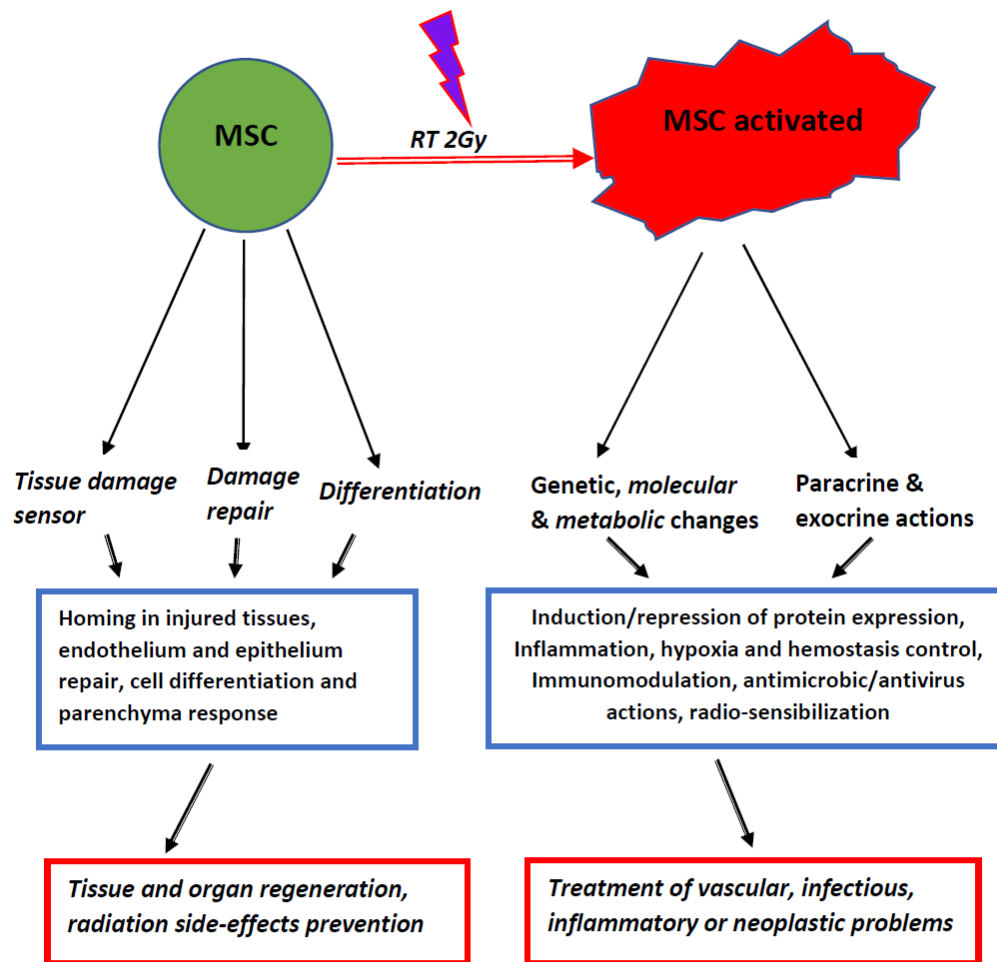 MSC
RT 2Gy
MSC activated
Tissue damage
sensor
Damage
repair
Differentiation
Genetic, molecular
& metabolic changes
Paracrine &
exocrine actions
Homing in injured tissues,
endothelium and epithelium
repair, cell differentiation and
parenchyma response
Induction/repression of protein expression,
Inflammation, hypoxia and hemostasis control,
Immunomodulation, antimicrobic/antivirus
actions, radio-sensibilization
Tissue and organ regeneration,
radiation side-effects prevention
Treatment of vascular, infectious,
inflammatory or neoplastic problems